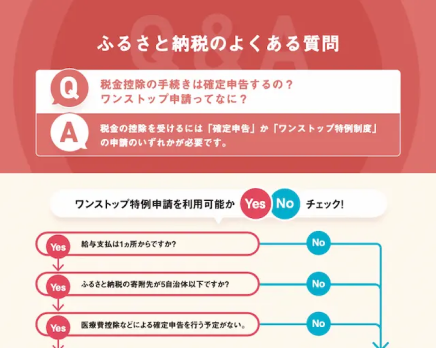 Q & A
ふるさと納税のよくある質問
Q
税金控除の手続きは確定申告するの？
ワンストップ申請ってなに？
A
税金の控除を受けるには「確定申告」か「ワンストップ特例制度」
の申請のいずれかが必要です。
ワンストップ特例申請を利用可能か Yes No チェック!
Yes 給与支払は1ヵ所からですか? No
Yes ふるさと納税の寄附先が5自治体以下ですか? No
Yes 医療費控除などによる確定申告を行う予定がない。 No